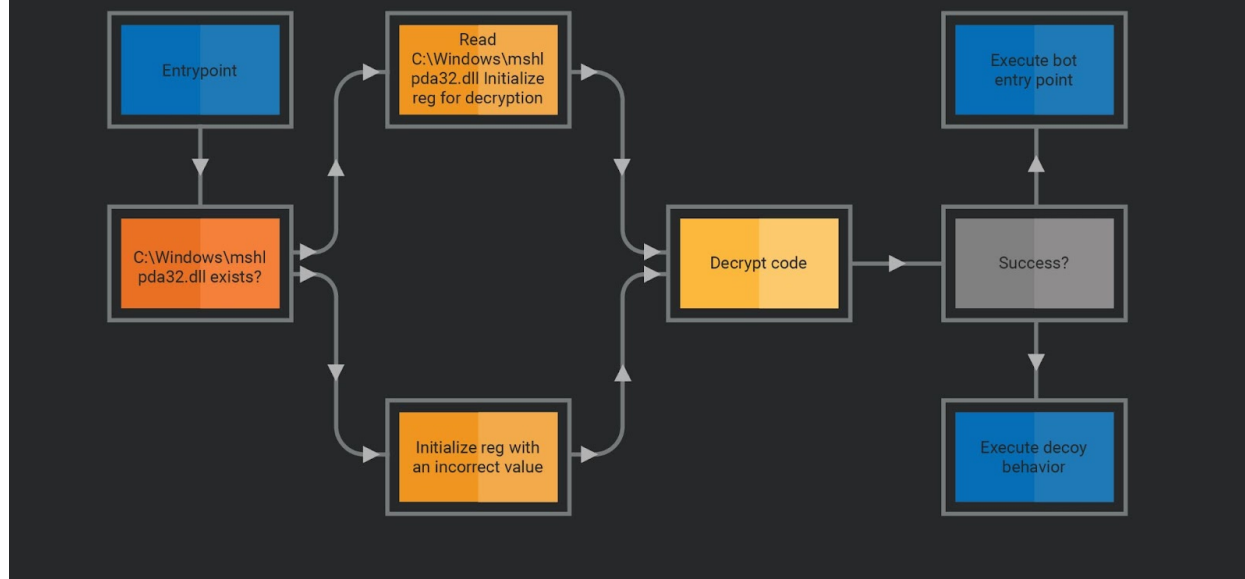 Entrypoint
Read
C:\Windows\mshl
pda32.dll Initialize
reg for decryption
Execute bot
entry point
C:\Windows\mshl
pda32.dll exists?
Decrypt code
Success?
Initialize reg with
an incorrect value
Execute decoy
behavior